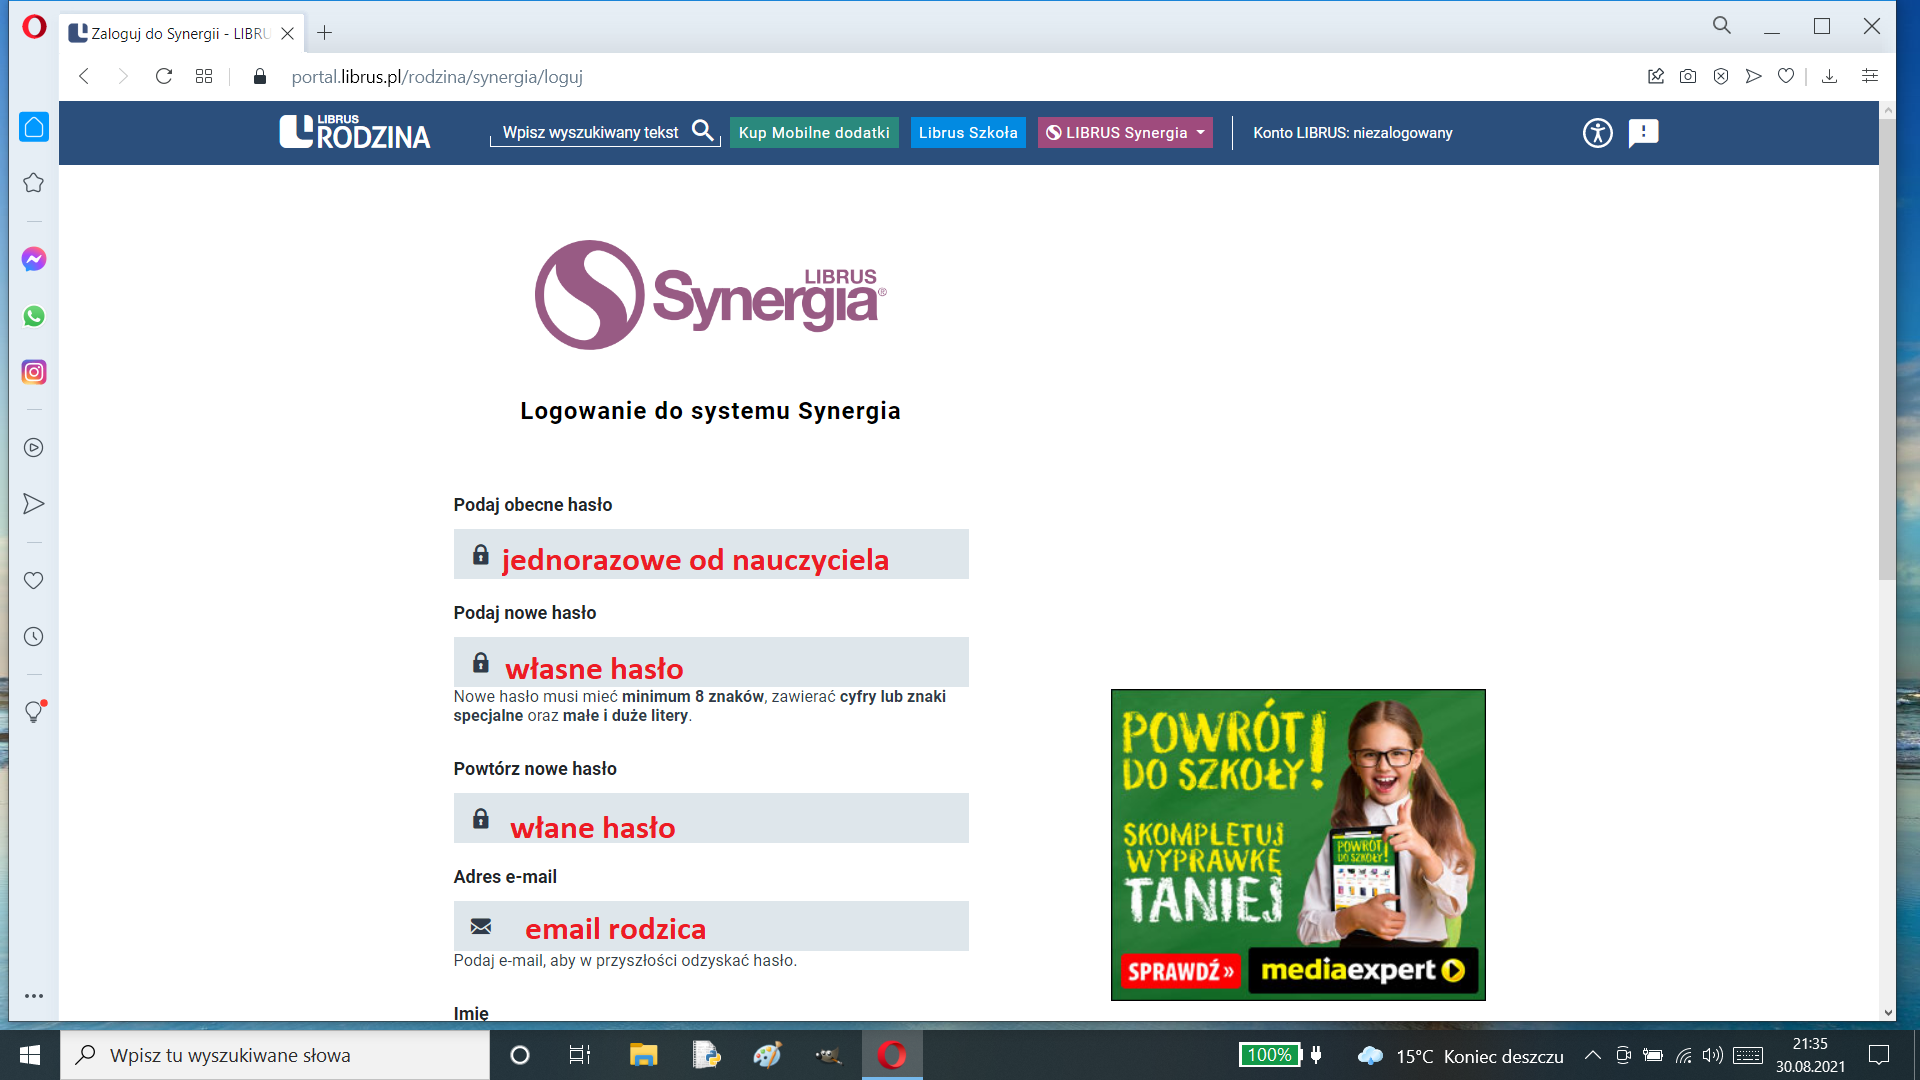 Zaloguj do Synergii - LIBRU
portal.librus.pl/rodzina/synergia/loguj
LIBRUS
RODZINA
Wpisz wyszukiwany tekst
Kup Mobilne dodatki
Librus Szkoła
LIBRUS Synergia
Konto LIBRUS: niezalogowany
LIBRUS
Synergia®
Logowanie do systemu Synergia
Podaj obecne hasło
jednorazowe od nauczyciela
Podaj nowe hasło
własne hasło
Nowe hasło musi mieć minimum 8 znaków, zawierać cyfry lub znaki
specjalne oraz małe i duże litery.
Powtórz nowe hasło
włane hasło
Adres e-mail
email rodzica
Podaj e-mail, aby w przyszłości odzyskać hasło.
Imię
POWRÓT
DO SZKOŁY!
SKOMPLETUJ
WYPRAWKĘ
TANIEJ
POWRÓT
DO SZKOŁY!
SPRAWDŹ »
mediaexpert
Wpisz tu wyszukiwane słowa
100%
15°C Koniec deszczu
21:35
30.08.2021